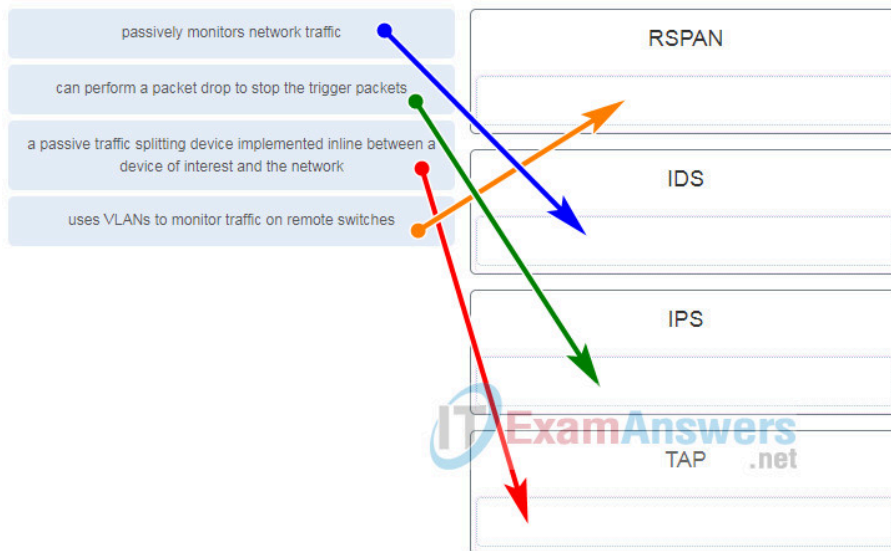 passively monitors network traffic
can perform a packet drop to stop the trigger packets
a passive traffic splitting device implemented inline between a
device of interest and the network
uses VLANs to monitor traffic on remote switches
RSPAN
IDS
IPS
ITExamAnswers
.net
TAP